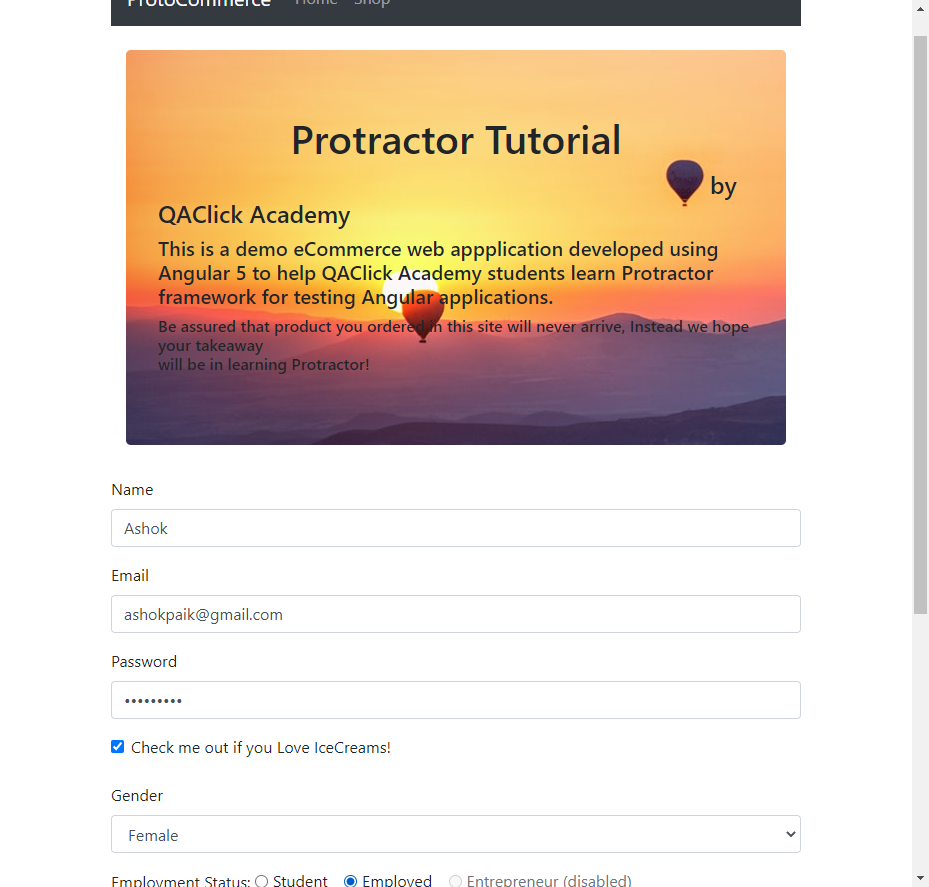 ProtoCommerce Home Shop
Protractor Tutorial
by
QAClick Academy
This is a demo eCommerce web appplication developed using
Angular 5 to help QAClick Academy students learn Protractor
framework for testing Angular applications.
Be assured that product you ordered in this site will never arrive, Instead we hope
your takeaway
will be in learning Protractor!
Name
Ashok
Email
ashokpaik@gmail.com
Password
•••••••••
Check me out if you Love IceCreams!
Gender
Female
Employment Status: Student Employed Entrepreneur (disabled)